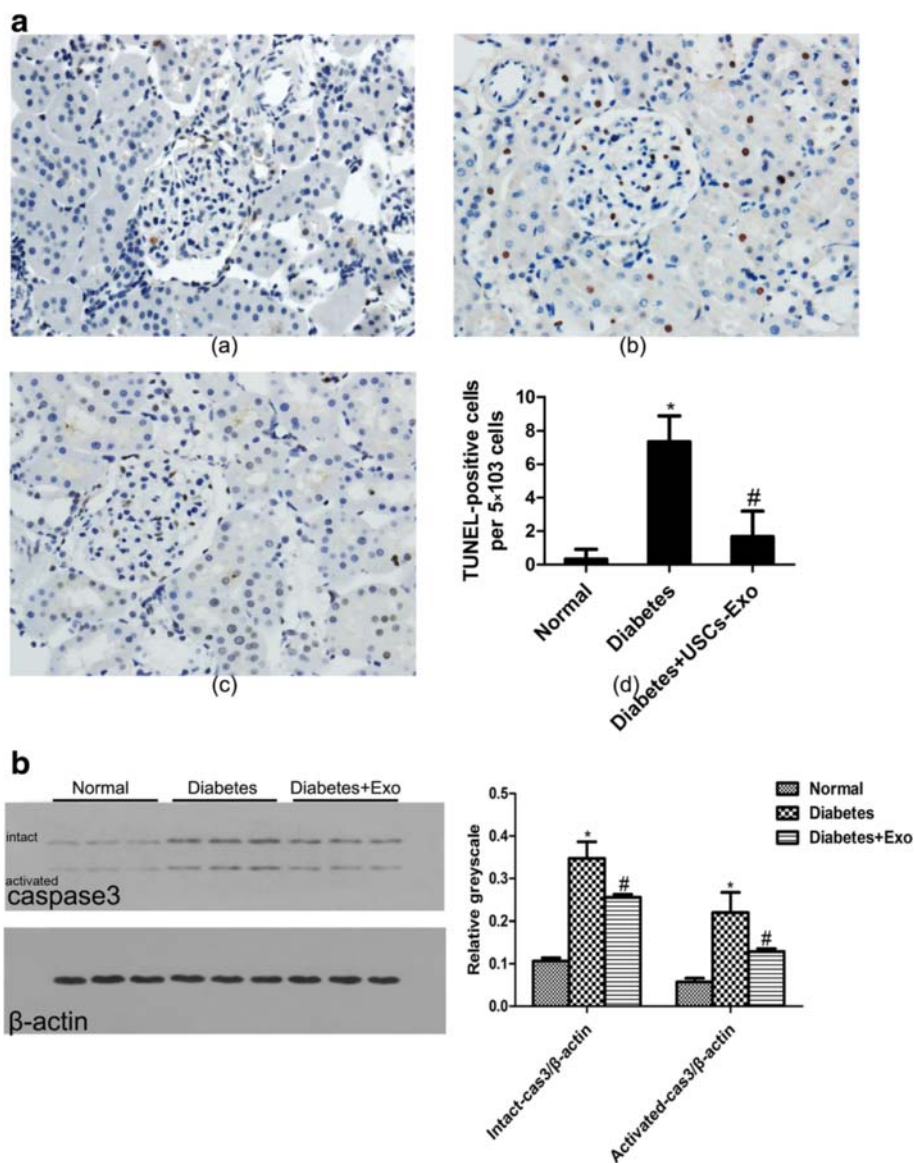 a
(a)
(b)
(c)
TUNEL-positive cells
per 5×103 cells
10
8
6
4
2
0
*
#
Normal
Diabetes
Diabetes+USCs-Exo
(d)
b
Normal Diabetes Diabetes+Exo
intact
activated
caspase3
β-actin
Relative greyscale
0.5
0.4
0.3
0.2
0.1
0.0
*
#
*
#
Intact-cas3/β-actin
Activated-cas3/β-actin
Normal
Diabetes
Diabetes+Exo